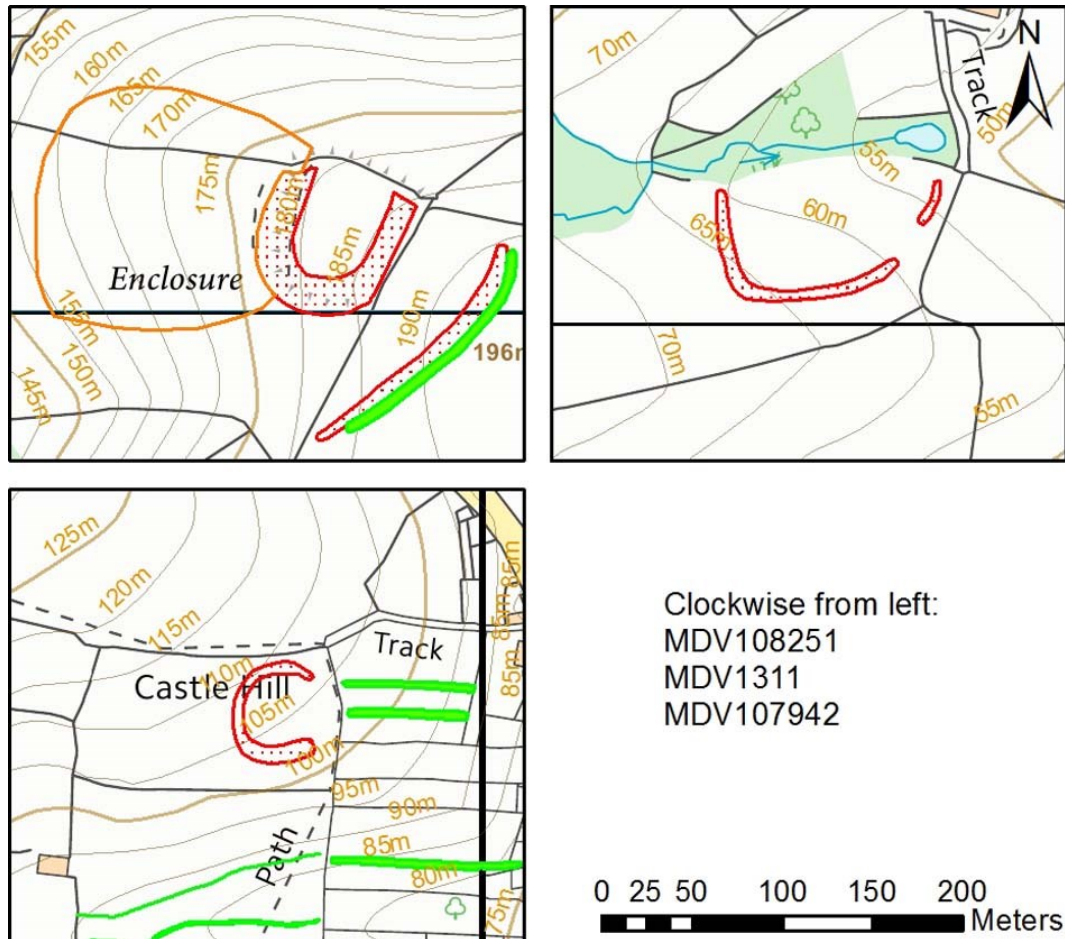 155m
160m
165m
170m
175m
180m
185m
Enclosure
190m
155m
150m
145m
196m
70m
N
Track
50m
55m
60m
65m
70m
55m
125m
120m
115m
110m
Track
Castle Hill
105m
100m
95m
90m
85m
80m
Path
85m
85m
85m
75m
Clockwise from left:
MDV108251
MDV1311
MDV107942
0 25 50 100 150 200
Meters